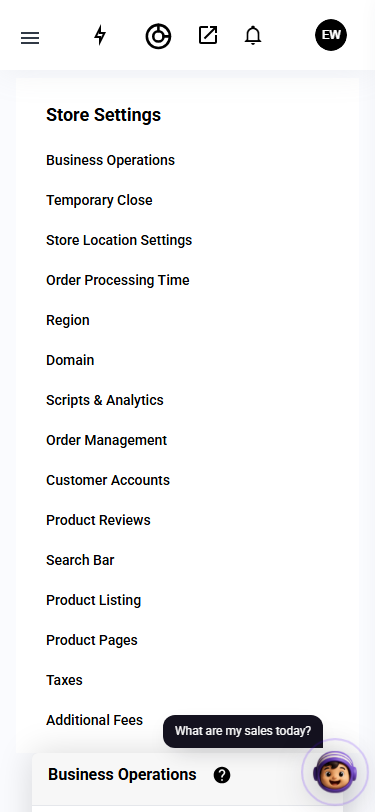 EW
Store Settings
Business Operations
Temporary Close
Store Location Settings
Order Processing Time
Region
Domain
Scripts & Analytics
Order Management
Customer Accounts
Product Reviews
Search Bar
Product Listing
Product Pages
Taxes
Additional Fees
What are my sales today?
Business Operations ?